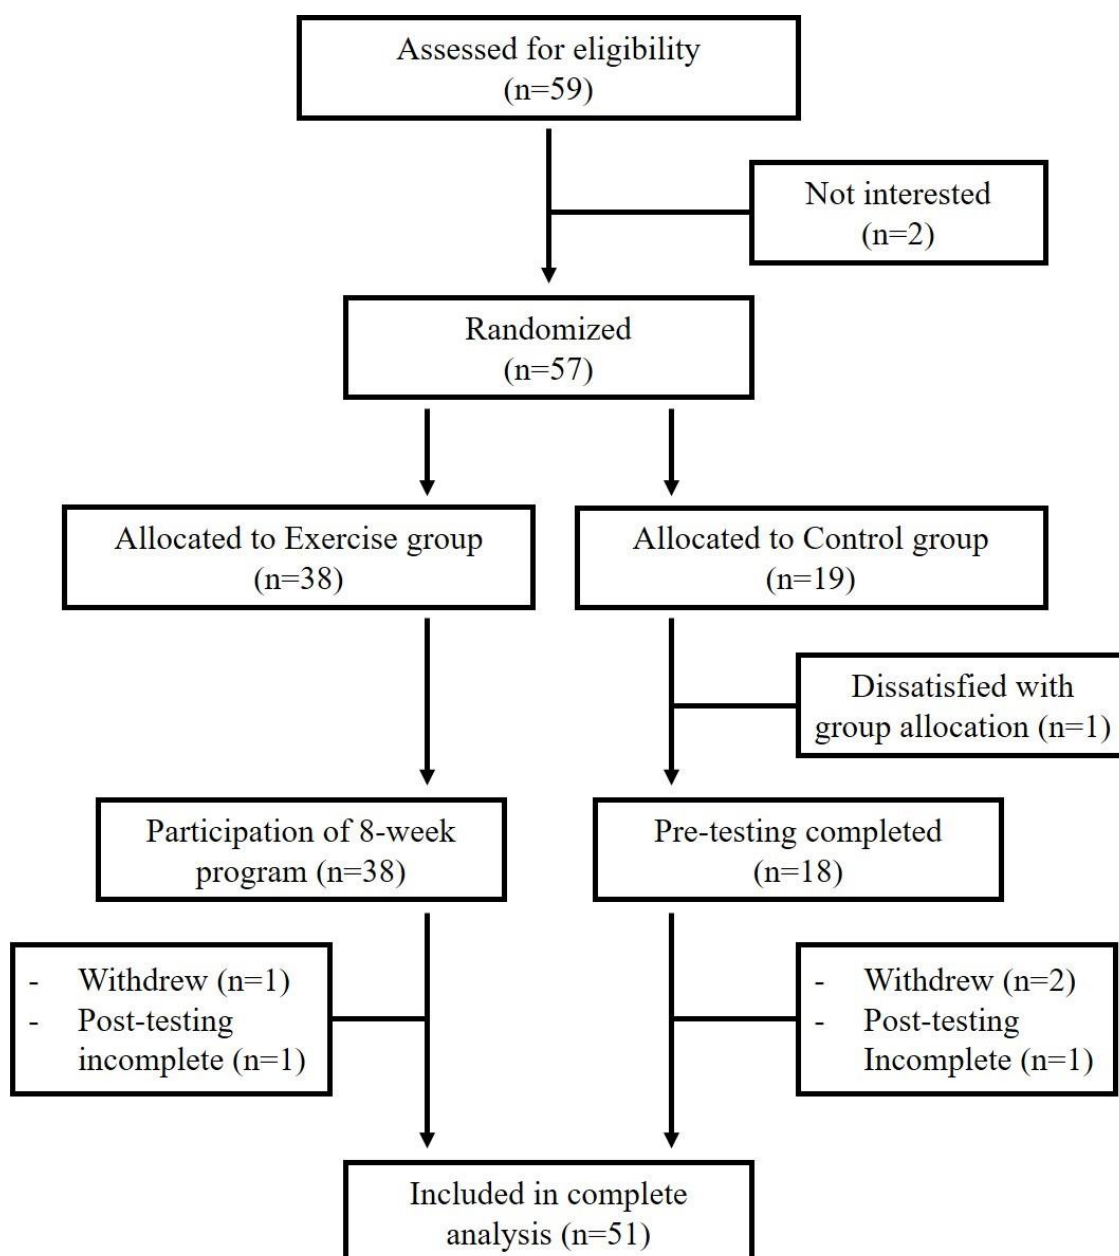 Assessed for eligibility
(n=59)
Not interested
(n=2)
Randomized
(n=57)
Allocated to Exercise group
(n=38)
Allocated to Control group
(n=19)
Dissatisfied with
group allocation (n=1)
Participation of 8-week
program (n=38)
Pre-testing completed
(n=18)
- Withdrew (n=1)
- Post-testing
incomplete (n=1)
- Withdrew (n=2)
- Post-testing
Incomplete (n=1)
Included in complete
analysis (n=51)